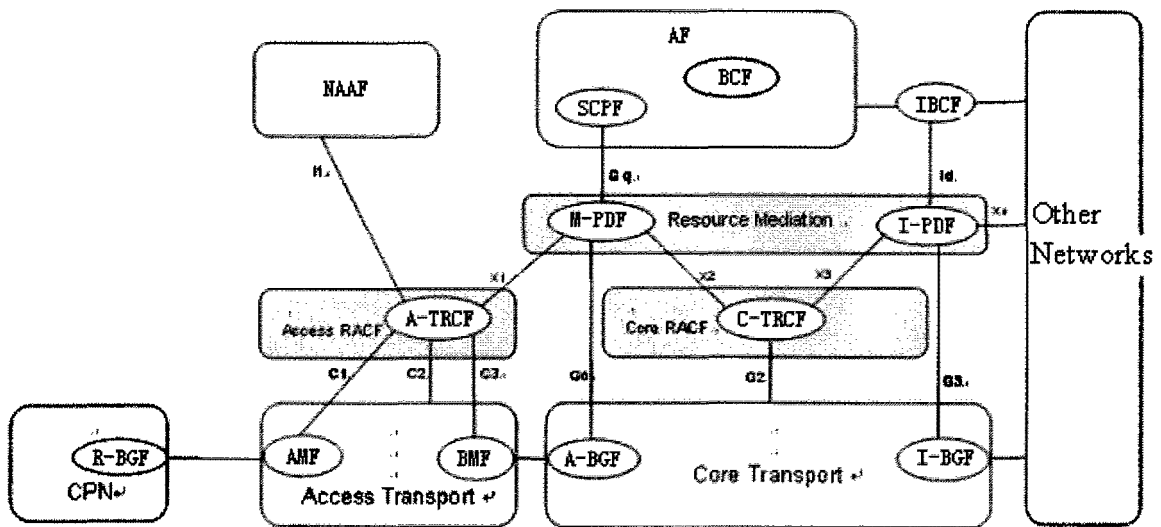 AF
NAAF
BCF
SCPF
IBCF
Gq
Id
M-PDF
Resource Mediation
I-PDF
Other
Networks
X1
X2
X3
Access RACF
A-TRCF
Core RACF
C-TRCF
C1
C2
G3
G2
G3
R-BGF
CPN
AMF
BMF
Access Transport
A-BGF
Core Transport
I-BGF